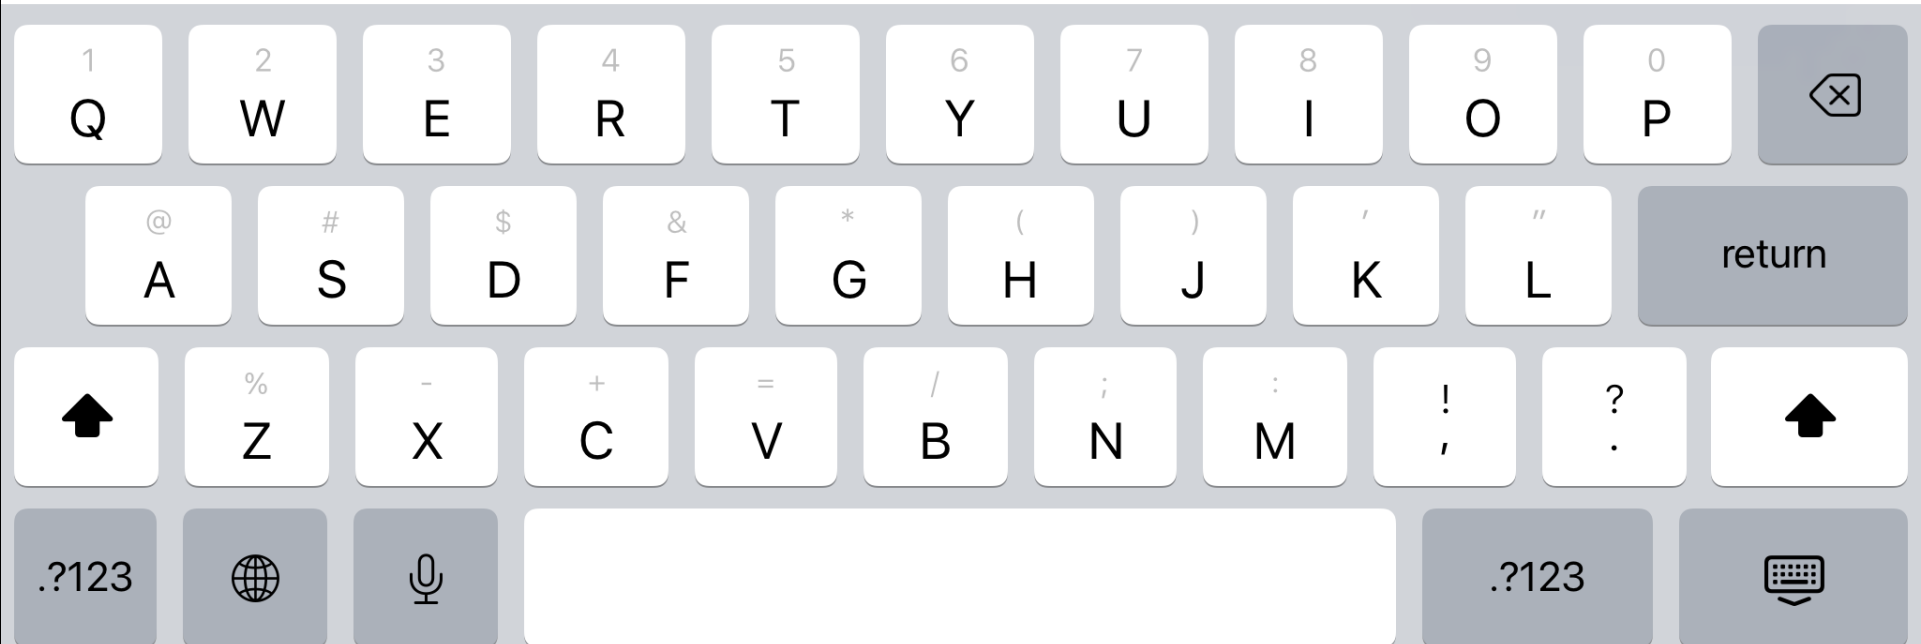 1 2 3 4 5 6 7 8 9 0
Q W E R T Y U I O P
@ # $ & * ( ) ' "
A S D F G H J K L return
% - + = / ; : ! ?
Z X C V B N M , .
.?123 .?123